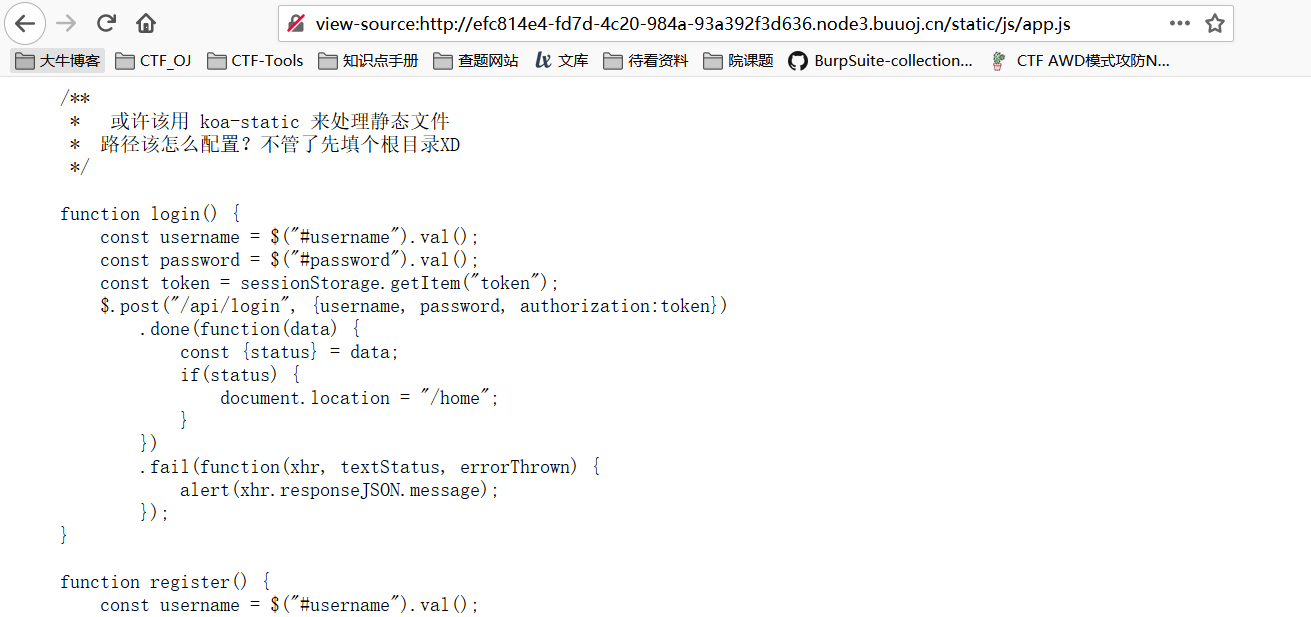 view-source:http://efc814e4-fd7d-4c20-984a-93a392f3d636.node3.buuoj.cn/static/js/app.js
大牛博客 CTF_OJ CTF-Tools 知识点手册 查题网站 lx 文库 待看资料 院课题 BurpSuite-collection... CTF AWD模式攻防N...
/**
 *   或许该用 koa-static 来处理静态文件
 *  路径该怎么配置？不管了先填个根目录XD
 */

function login() {
    const username = $("#username").val();
    const password = $("#password").val();
    const token = sessionStorage.getItem("token");
    $.post("/api/login", {username, password, authorization:token})
        .done(function(data) {
            const {status} = data;
            if(status) {
                document.location = "/home";
            }
        })
        .fail(function(xhr, textStatus, errorThrown) {
            alert(xhr.responseJSON.message);
        });
}

function register() {
    const username = $("#username").val();